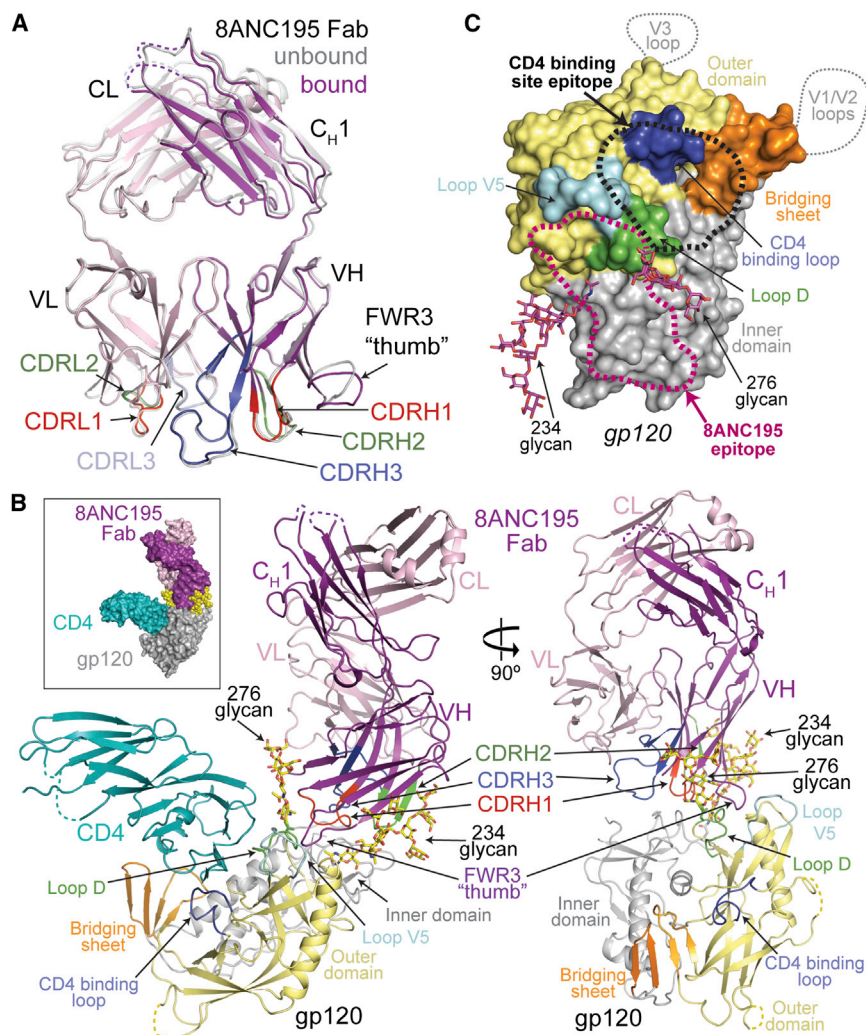 A
8ANC195 Fab
unbound
bound
CL
C_H1
VL
VH
FWR3
"thumb"
CDRL2
CDRL1
CDRL3
CDRH1
CDRH2
CDRH3
C
V3
loop
CD4 binding
site epitope
Outer
domain
V1/V2
loops
Loop V5
Bridging
sheet
CD4
binding loop
Loop D
Inner
domain
276
glycan
234
glycan
gp120
8ANC195
epitope
B
8ANC195
Fab
CD4
gp120
8ANC195
Fab
C_H1
CL
VL
276
glycan
VH
CD4
CDRH2
CDRH3
CDRH1
234
glycan
Loop D
FWR3
"thumb"
Inner domain
Loop V5
Bridging
sheet
Outer
domain
CD4 binding
loop
gp120
90°
CL
C_H1
VL
VH
234
glycan
276
glycan
Loop
V5
Loop D
Inner
domain
Bridging
sheet
CD4 binding
loop
Outer
domain
gp120